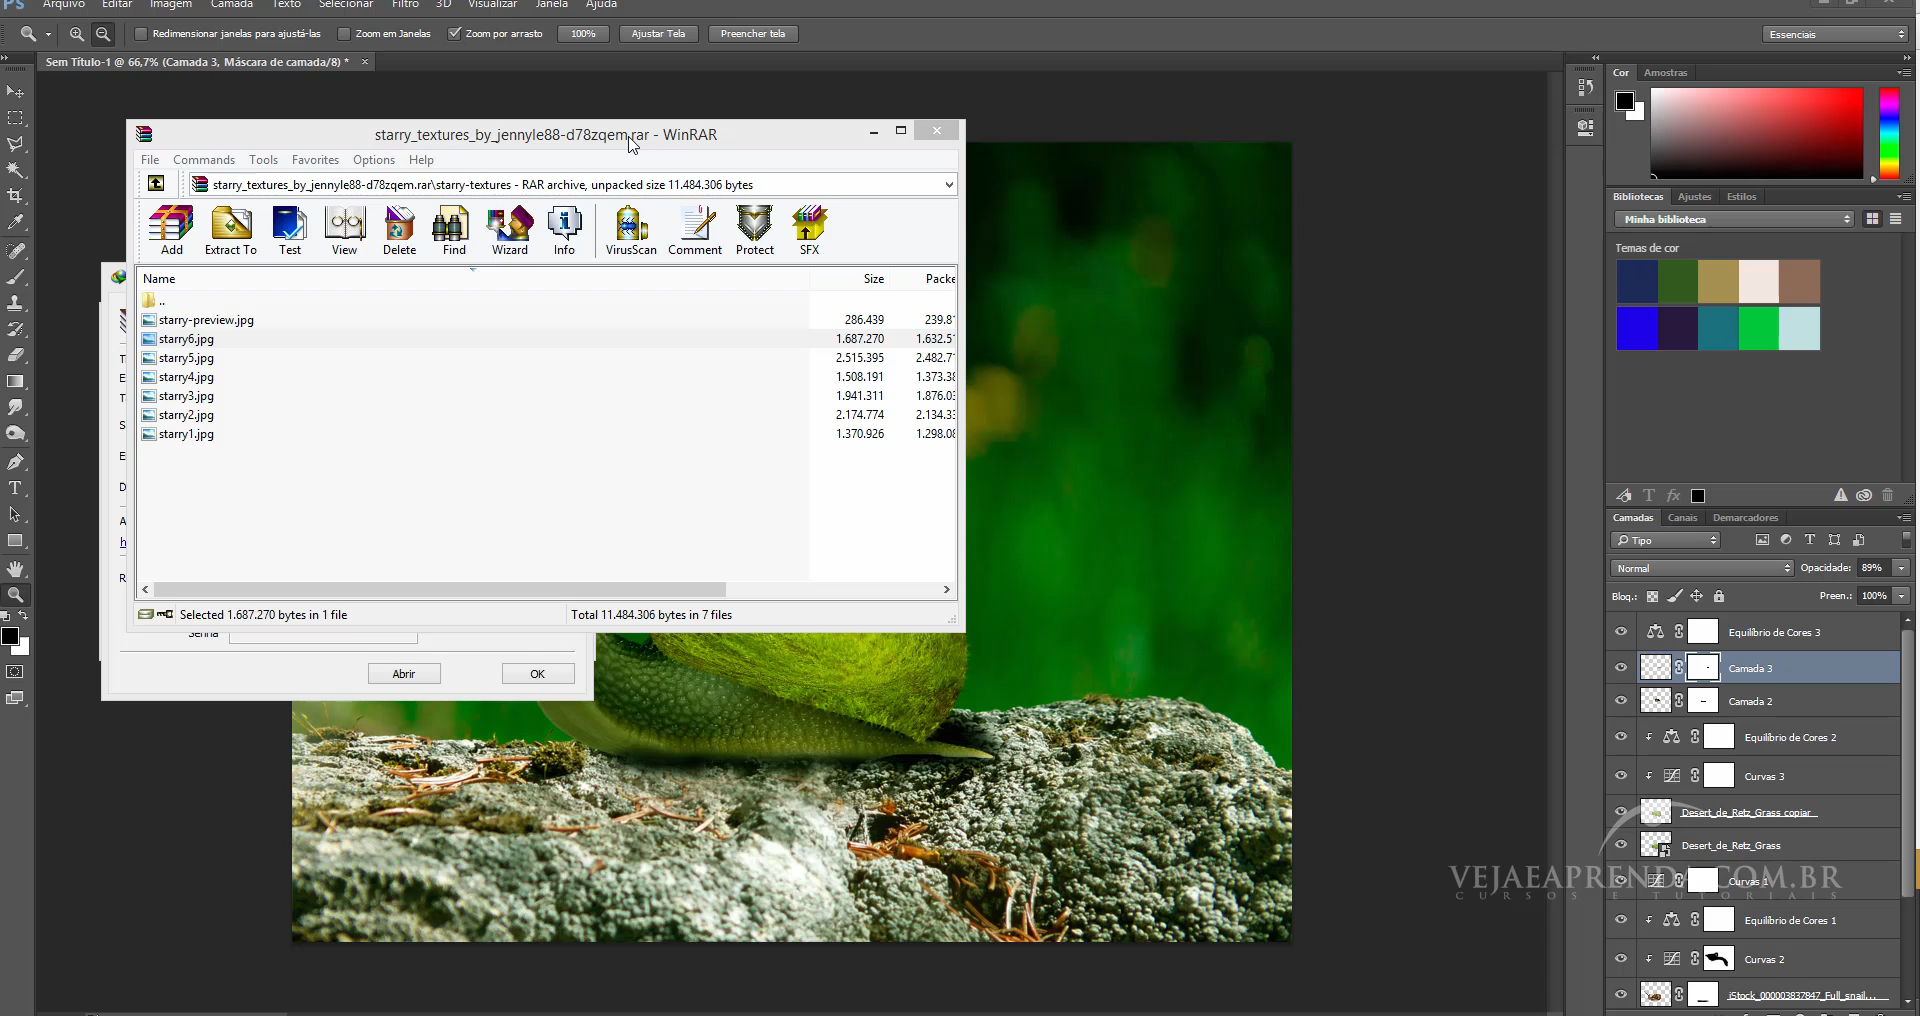 Ps Arquivo Editar Imagem Camada Texto Selecionar Filtro 3D Visualizar Janela Ajuda
Redimensionar janelas para ajustá-las Zoom em Janelas Zoom por arrasto 100% Ajustar Tela Preencher tela Essenciais
Sem Título-1 @ 66,7% (Camada 3, Máscara de camada/8) * ×
starry_textures_by_jennyle88-d78zqem.rar - WinRAR
File Commands Tools Favorites Options Help
starry_textures_by_jennyle88-d78zqem.rar\starry-textures - RAR archive, unpacked size 11.484.306 bytes
Add Extract To Test View Delete Find Wizard Info VirusScan Comment Protect SFX
Name Size Packe
..
starry-preview.jpg 286.439 239.8
starry6.jpg 1.687.270 1.632.5
starry5.jpg 2.515.395 2.482.7
starry4.jpg 1.508.191 1.373.38
starry3.jpg 1.941.311 1.876.03
starry2.jpg 2.174.774 2.134.33
starry1.jpg 1.370.926 1.298.08
Selected 1.687.270 bytes in 1 file Total 11.484.306 bytes in 7 files
T
E
T
S
E
D
A
h
R
Senha
Abrir OK
Cor Amostras
Bibliotecas Ajustes Estilos
Minha biblioteca
Temas de cor
T fx
Camadas Canais Demarcadores
Tipo T
Normal Opacidade: 89%
Bloq.: Preen.: 100%
Equilíbrio de Cores 3
Camada 3
Camada 2
Equilíbrio de Cores 2
Curvas 3
Desert_de_Retz_Grass copiar
Desert_de_Retz_Grass
Curvas 1
Equilíbrio de Cores 1
Curvas 2
iStock_000003837847_Full_snail...
VEJAEAPRENDA.COM.BR
CURSOS E TUTORIAIS